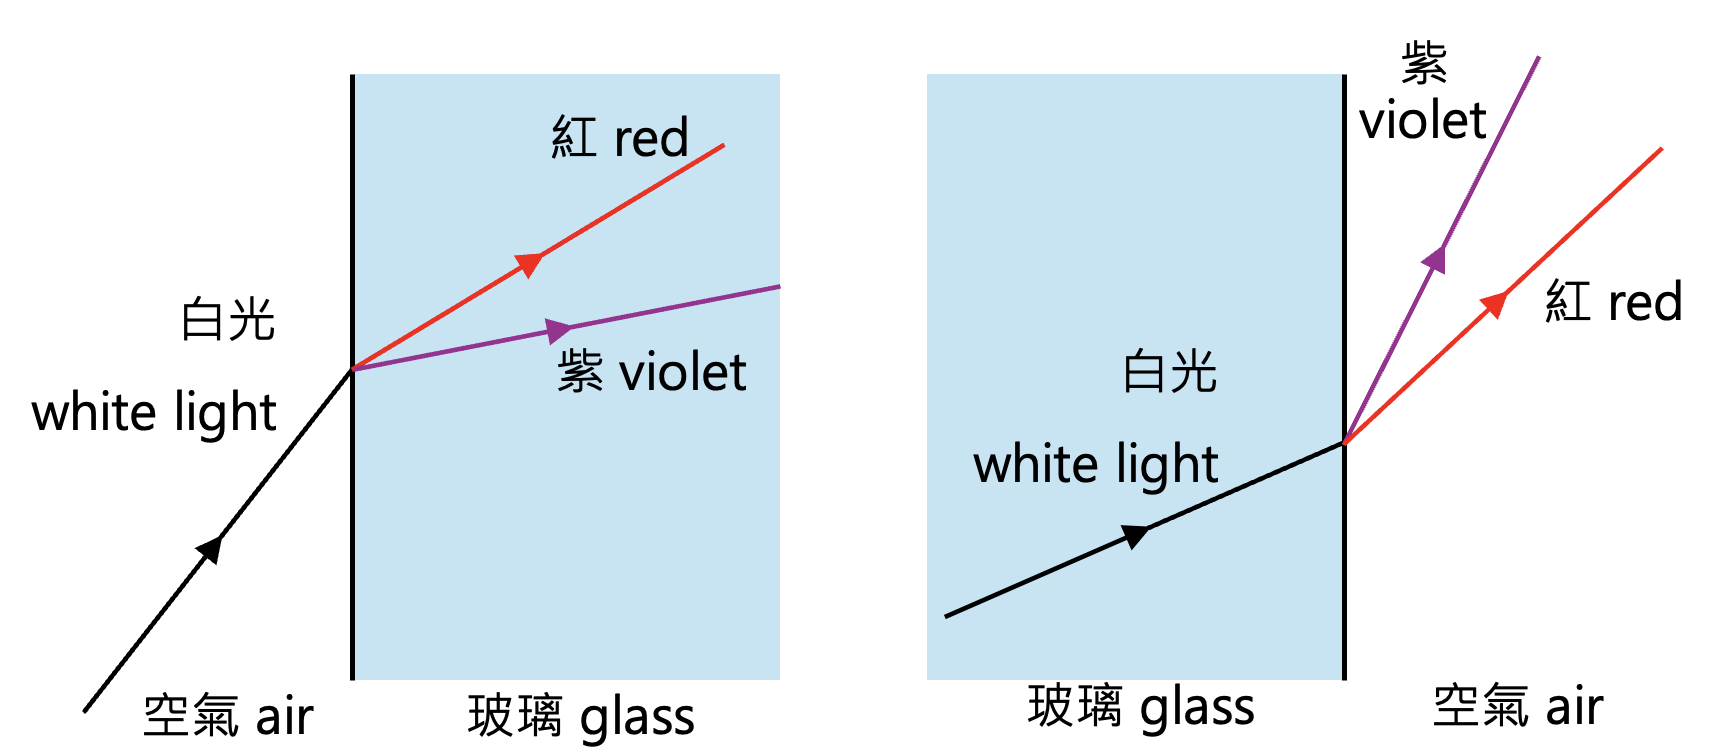 紅 red
白光
white light
紫 violet
空氣 air
玻璃 glass
紫
violet
紅 red
白光
white light
玻璃 glass
空氣 air